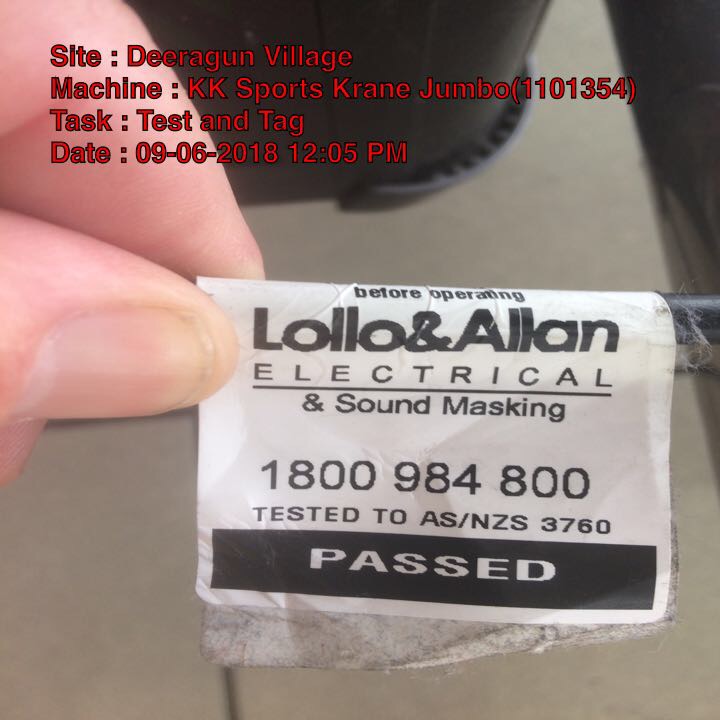 Site : Deeragun Village
Machine : KK Sports Krane Jumbo(1101354)
Task : Test and Tag
Date : 09-06-2018 12:05 PM
before operating
Lollo&Allan
ELECTRICAL
& Sound Masking
1800 984 800
TESTED TO AS/NZS 3760
PASSED